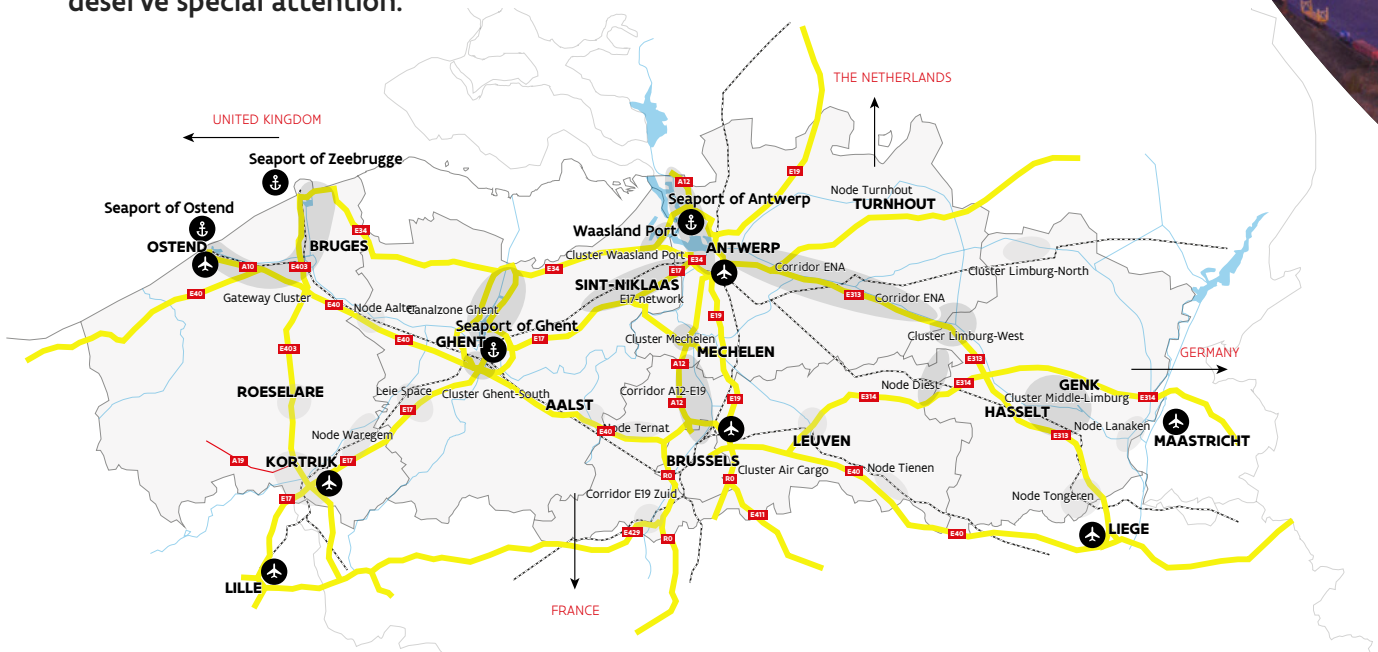 deserve special attention.
THE NETHERLANDS
UNITED KINGDOM
Seaport of Zeebrugge
A12
E19
Node Turnhout
TURNHOUT
Seaport of Antwerp
Seaport of Ostend
E34
Waasland Port
OSTEND
BRUGES
ANTWERP
Cluster Waasland Port
E34
A10
E403
E34
E17
Corridor ENA
Cluster Limburg-North
SINT-NIKLAAS
E40
Gateway Cluster
E17-network
E313
Corridor ENA
E40
Node Aalter
Canalzone Ghent
E19
Seaport of Ghent
GHENT
E40
E17
Cluster Mechelen
Cluster Limburg-West
E403
MECHELEN
GERMANY
E313
A12
ROESELARE
Leie Space
Cluster Ghent-South
Corridor A12-E19
Node Diest
E314
GENK
E314
Cluster Middle-Limburg
E314
E17
AALST
A12
E19
HASSELT
Node Waregem
E40
Node Ternat
LEUVEN
E313
Node Lanaken
MAASTRICHT
A19
KORTRIJK
E17
BRUSSELS
R0
R0
Cluster Air Cargo
E40
Node Tienen
E17
Corridor E19 Zuid
Node Tongeren
E411
E429
R0
E40
LIEGE
LILLE
FRANCE